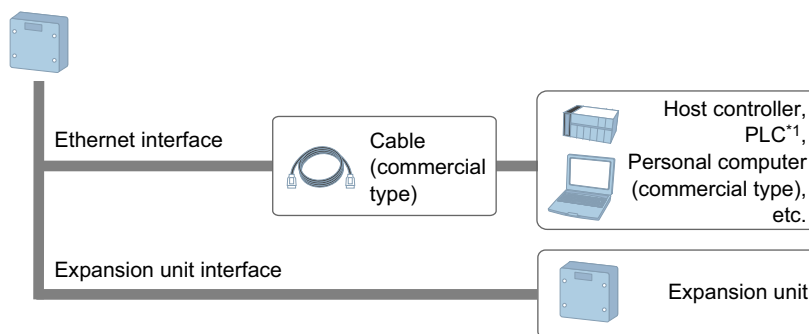 Ethernet interface
Cable
(commercial
type)
Host controller,
PLC*1,
Personal computer
(commercial type),
etc.
Expansion unit interface
Expansion unit